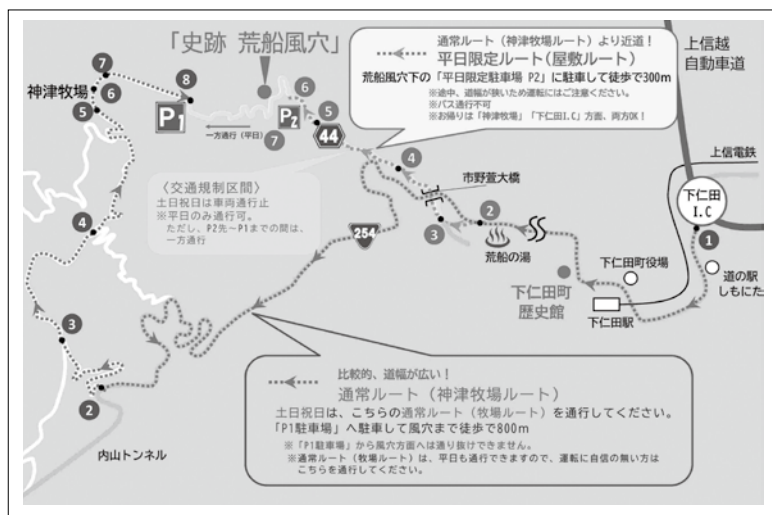 「史跡 荒船風穴」
通常ルート（神津牧場ルート）より近道！
平日限定ルート（屋敷ルート）
荒船風穴下の「平日限定駐車場 P2」に駐車して徒歩で300m
※途中、道幅が狭いため運転にはご注意ください。
※バス通行不可
※お帰りは「神津牧場」「下仁田I.C」方面、両方OK！
上信越
自動車道
上信電鉄
下仁田
I.C
1
道の駅
しもにた
下仁田町役場
下仁田駅
下仁田町
歴史館
荒船の湯
市野萱大橋
2
3
4
44
5
6
7
P2
一方通行（平日）
P1
8
7
神津牧場
6
5
4
3
2
〈交通規制区間〉
土日祝日は車両通行止
※平日のみ通行可。
ただし、P2先〜P1までの間は、
一方通行
254
内山トンネル
比較的、道幅が広い！
通常ルート（神津牧場ルート）
土日祝日は、こちらの通常ルート（牧場ルート）を通行してください。
「P1駐車場」へ駐車して風穴まで徒歩で800m
※「P1駐車場」から風穴方面へは通り抜けできません。
※通常ルート（牧場ルート）は、平日も通行できますので、運転に自信の無い方は
こちらを通行してください。